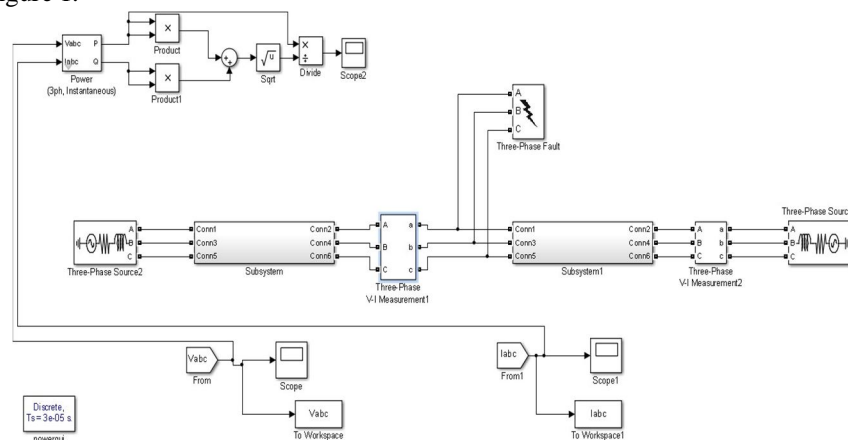 Vabc P
Iabc Q
Power
(3ph, Instantaneous)
×
Product
×
Product1
++
√u
Sqrt
×
÷
Divide
Scope2
A
B
C
Three-Phase Fault
A
B
C
Three-Phase Source2
Conn1 Conn2
Conn3 Conn4
Conn5 Conn6
Subsystem
A a
B b
C c
Three-Phase
V-I Measurement1
Conn1 Conn2
Conn3 Conn4
Conn5 Conn6
Subsystem1
A a
B b
C c
Three-Phase
V-I Measurement2
Three-Phase
A
B
C
Vabc
From
Scope
Vabc
To Workspace
Iabc
From1
Scope1
Iabc
To Workspace1
Discrete,
Ts = 3e-05 s.